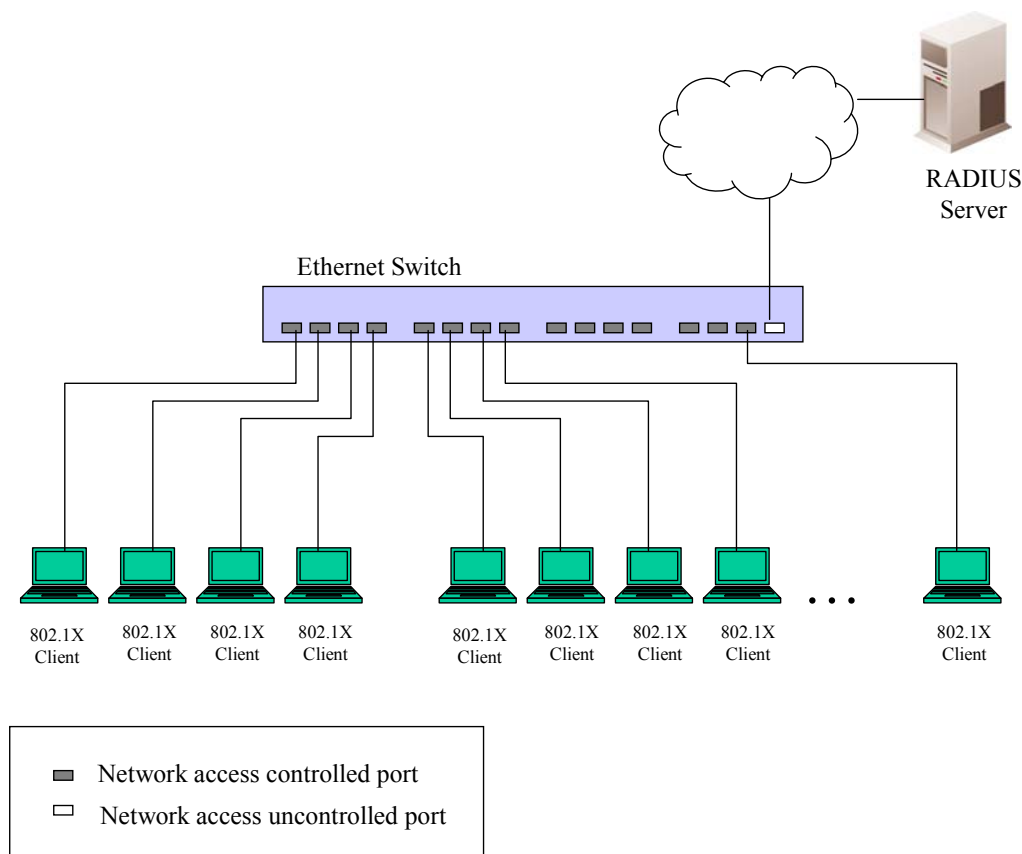 RADIUS
Server
Ethernet Switch
802.1X
Client
802.1X
Client
802.1X
Client
802.1X
Client
802.1X
Client
802.1X
Client
802.1X
Client
802.1X
Client
802.1X
Client
Network access controlled port
Network access uncontrolled port